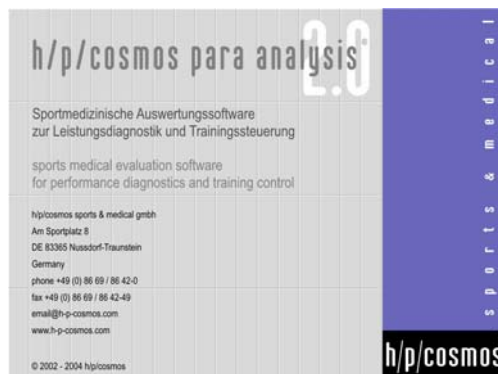 h/p/cosmos para analysis 2.0
Sportmedizinische Auswertungssoftware
zur Leistungsdiagnostik und Trainingssteuerung
sports medical evaluation software
for performance diagnostics and training control
h/p/cosmos sports & medical gmbh
Am Sportplatz 8
DE 83365 Nussdorf-Traunstein
Germany
phone +49 (0) 86 69 / 86 42-0
fax +49 (0) 86 69 / 86 42-49
email@h-p-cosmos.com
www.h-p-cosmos.com
© 2002 - 2004 h/p/cosmos
sports & medical
h/p/cosmos